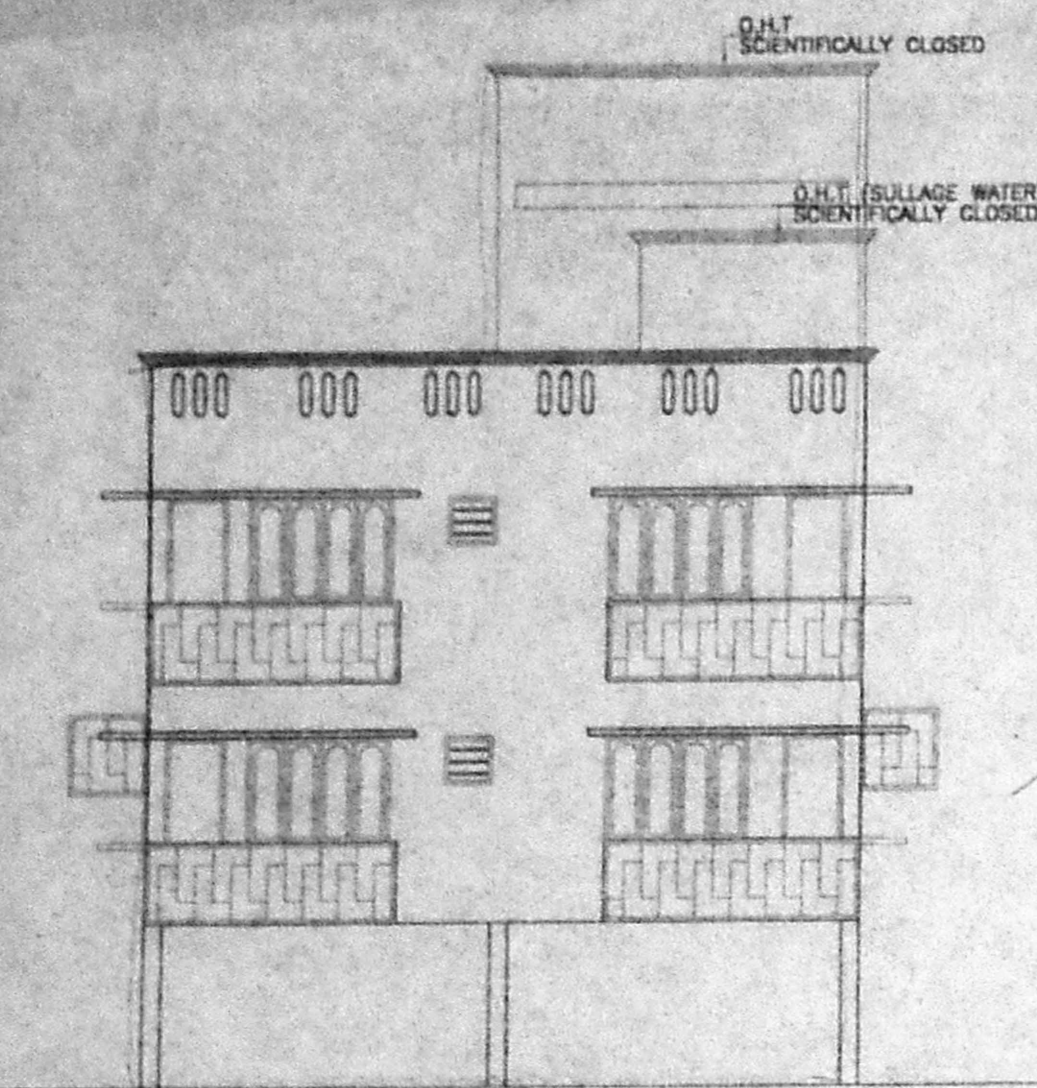 O.H.T
SCIENTIFICALLY CLOSED
O.H.T (SULLAGE WATER
SCIENTIFICALLY CLOSED